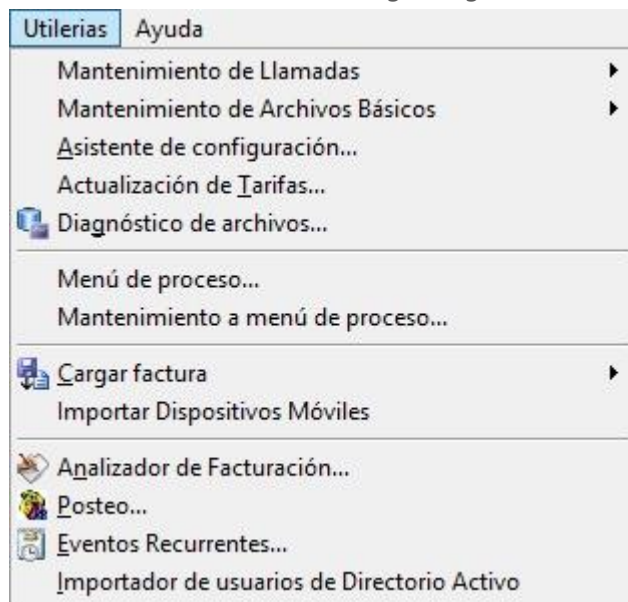 Utilerias Ayuda
Mantenimiento de Llamadas
Mantenimiento de Archivos Básicos
Asistente de configuración...
Actualización de Tarifas...
Diagnóstico de archivos...
Menú de proceso...
Mantenimiento a menú de proceso...
Cargar factura
Importar Dispositivos Móviles
Analizador de Facturación...
Posteo...
Eventos Recurrentes...
Importador de usuarios de Directorio Activo